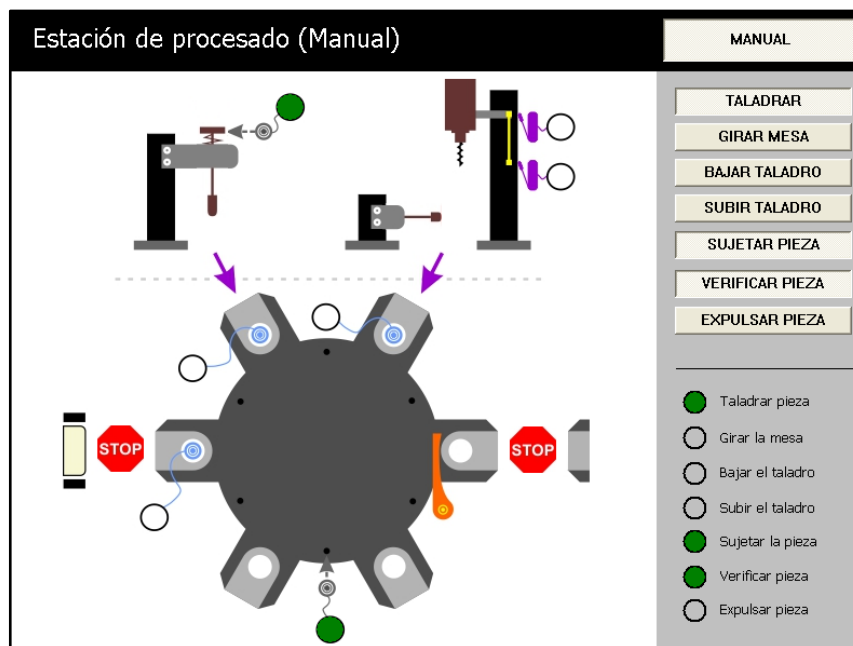 Estación de procesado (Manual)
MANUAL
TALADRAR
GIRAR MESA
BAJAR TALADRO
SUBIR TALADRO
SUJETAR PIEZA
VERIFICAR PIEZA
EXPULSAR PIEZA
STOP
STOP
Taladrar pieza
Girar la mesa
Bajar el taladro
Subir el taladro
Sujetar la pieza
Verificar pieza
Expulsar pieza